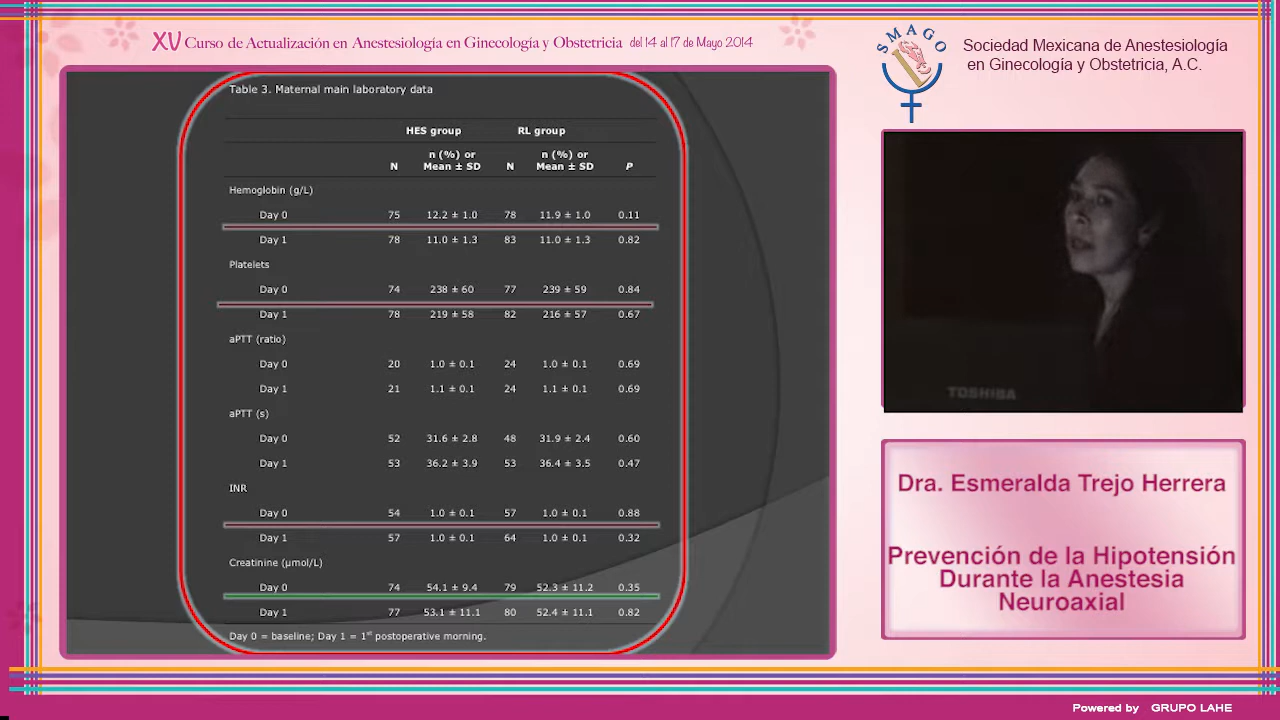 XV Curso de Actualización en Anestesiología en Ginecología y Obstetricia del 14 al 17 de Mayo 2014
SMAGO
Sociedad Mexicana de Anestesiología
en Ginecología y Obstetricia, A.C.
Table 3. Maternal main laboratory data
HES group RL group
N n (%) or Mean ± SD N n (%) or Mean ± SD P
Hemoglobin (g/L)
Day 0 75 12.2 ± 1.0 78 11.9 ± 1.0 0.11
Day 1 78 11.0 ± 1.3 83 11.0 ± 1.3 0.82
Platelets
Day 0 74 238 ± 60 77 239 ± 59 0.84
Day 1 78 219 ± 58 82 216 ± 57 0.67
aPTT (ratio)
Day 0 20 1.0 ± 0.1 24 1.0 ± 0.1 0.69
Day 1 21 1.1 ± 0.1 24 1.1 ± 0.1 0.69
aPTT (s)
Day 0 52 31.6 ± 2.8 48 31.9 ± 2.4 0.60
Day 1 53 36.2 ± 3.9 53 36.4 ± 3.5 0.47
INR
Day 0 54 1.0 ± 0.1 57 1.0 ± 0.1 0.88
Day 1 57 1.0 ± 0.1 64 1.0 ± 0.1 0.32
Creatinine (µmol/L)
Day 0 74 54.1 ± 9.4 79 52.3 ± 11.2 0.35
Day 1 77 53.1 ± 11.1 80 52.4 ± 11.1 0.82
Day 0 = baseline; Day 1 = 1st postoperative morning.
TOSHIBA
Dra. Esmeralda Trejo Herrera
Prevención de la Hipotensión
Durante la Anestesia
Neuroaxial
Powered by GRUPO LAHE